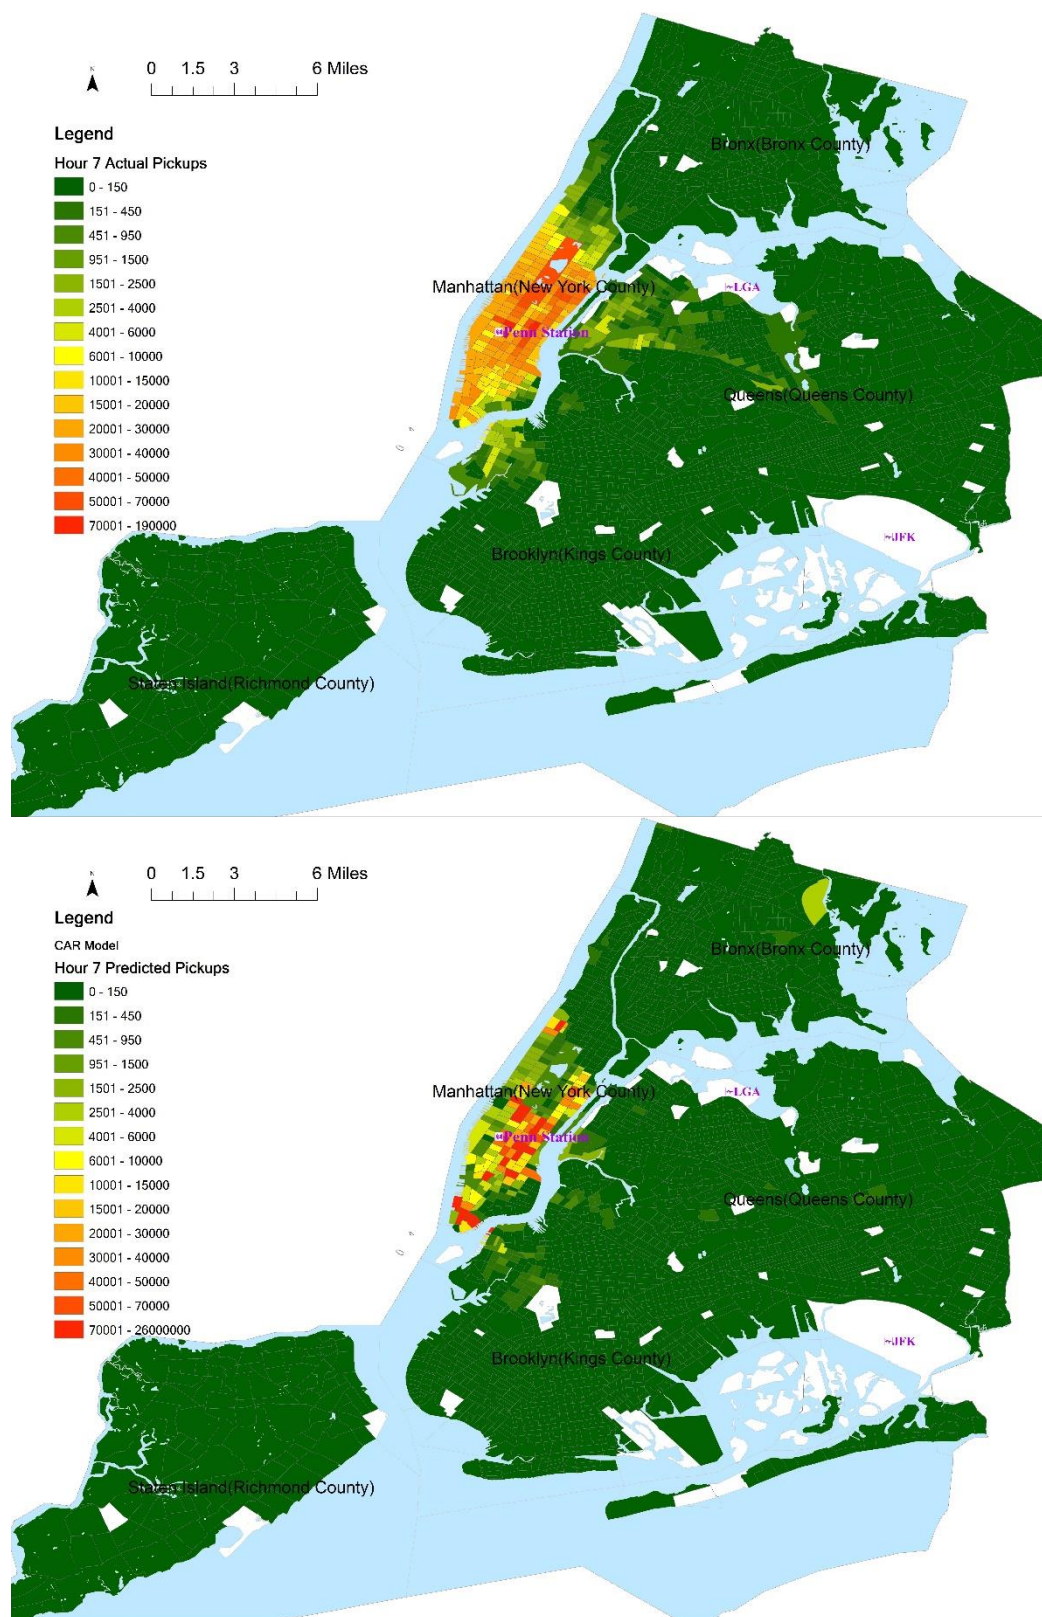 N
0 1.5 3 6 Miles
Legend
Hour 7 Actual Pickups
0 - 150
151 - 450
451 - 950
951 - 1500
1501 - 2500
2501 - 4000
4001 - 6000
6001 - 10000
10001 - 15000
15001 - 20000
20001 - 30000
30001 - 40000
40001 - 50000
50001 - 70000
70001 - 190000
Bronx(Bronx County)
Manhattan(New York County)
LGA
Penn Station
Queens(Queens County)
JFK
Brooklyn(Kings County)
Staten Island(Richmond County)
N
0 1.5 3 6 Miles
Legend
CAR Model
Hour 7 Predicted Pickups
0 - 150
151 - 450
451 - 950
951 - 1500
1501 - 2500
2501 - 4000
4001 - 6000
6001 - 10000
10001 - 15000
15001 - 20000
20001 - 30000
30001 - 40000
40001 - 50000
50001 - 70000
70001 - 26000000
Bronx(Bronx County)
Manhattan(New York County)
LGA
Penn Station
Queens(Queens County)
JFK
Brooklyn(Kings County)
Staten Island(Richmond County)